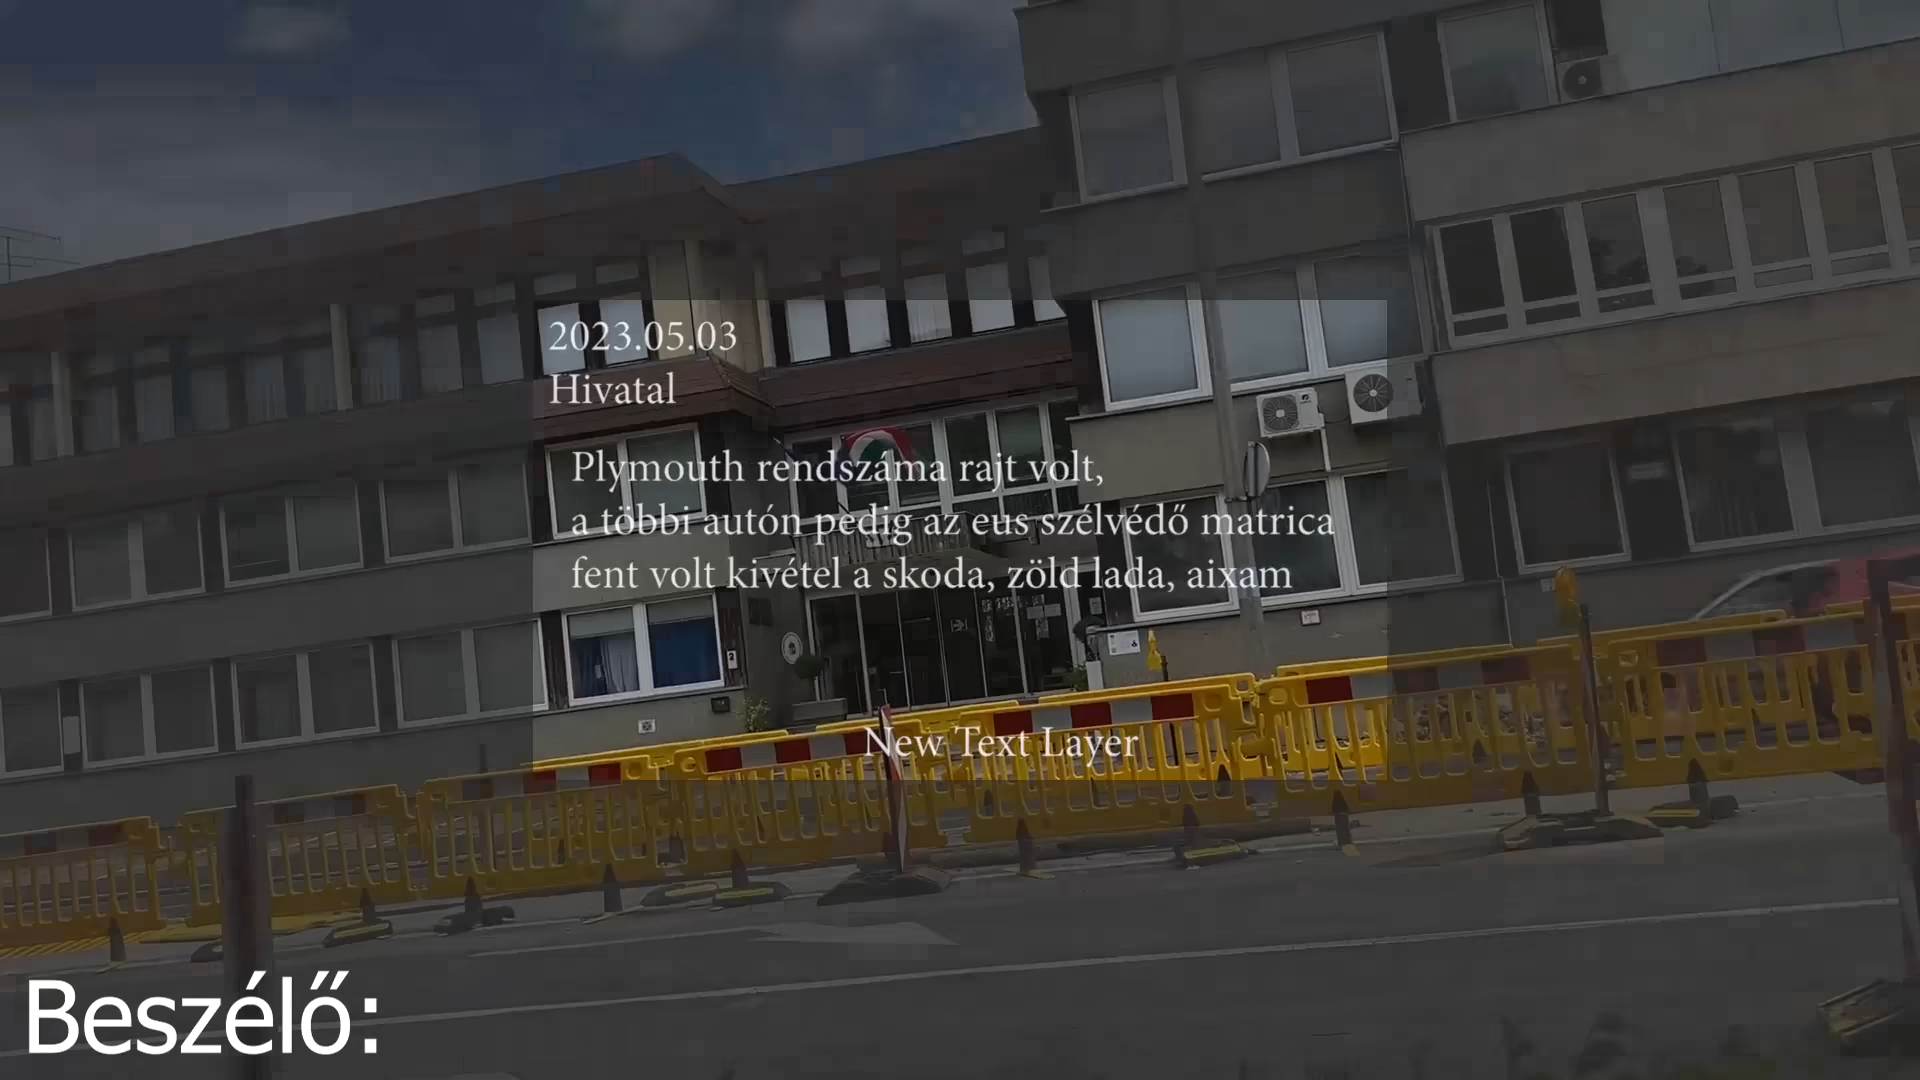 2023.05.03
Hivatal
Plymouth rendszáma rajt volt,
a többi autón pedig az eus szélvédő matrica
fent volt kivétel a skoda, zöld lada, aixam
New Text Layer
Beszélő: